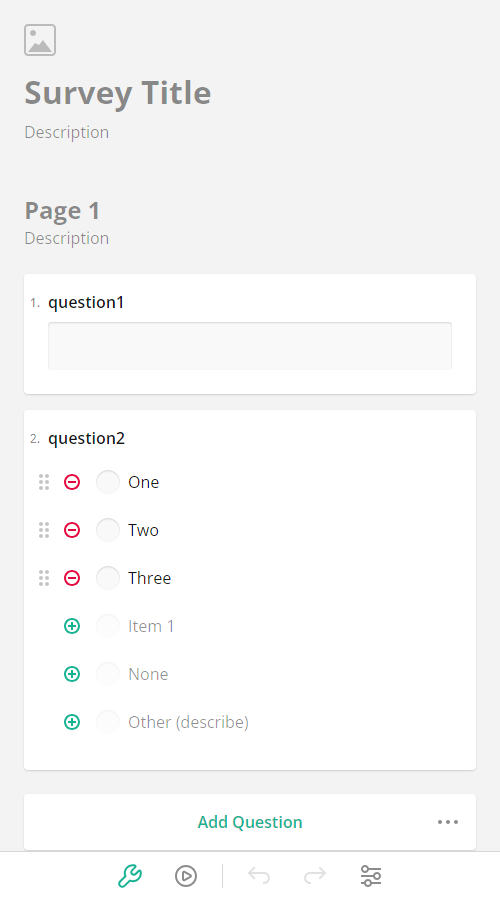 Survey Title
Description
Page 1
Description
1. question1
2. question2
One
Two
Three
Item 1
None
Other (describe)
Add Question